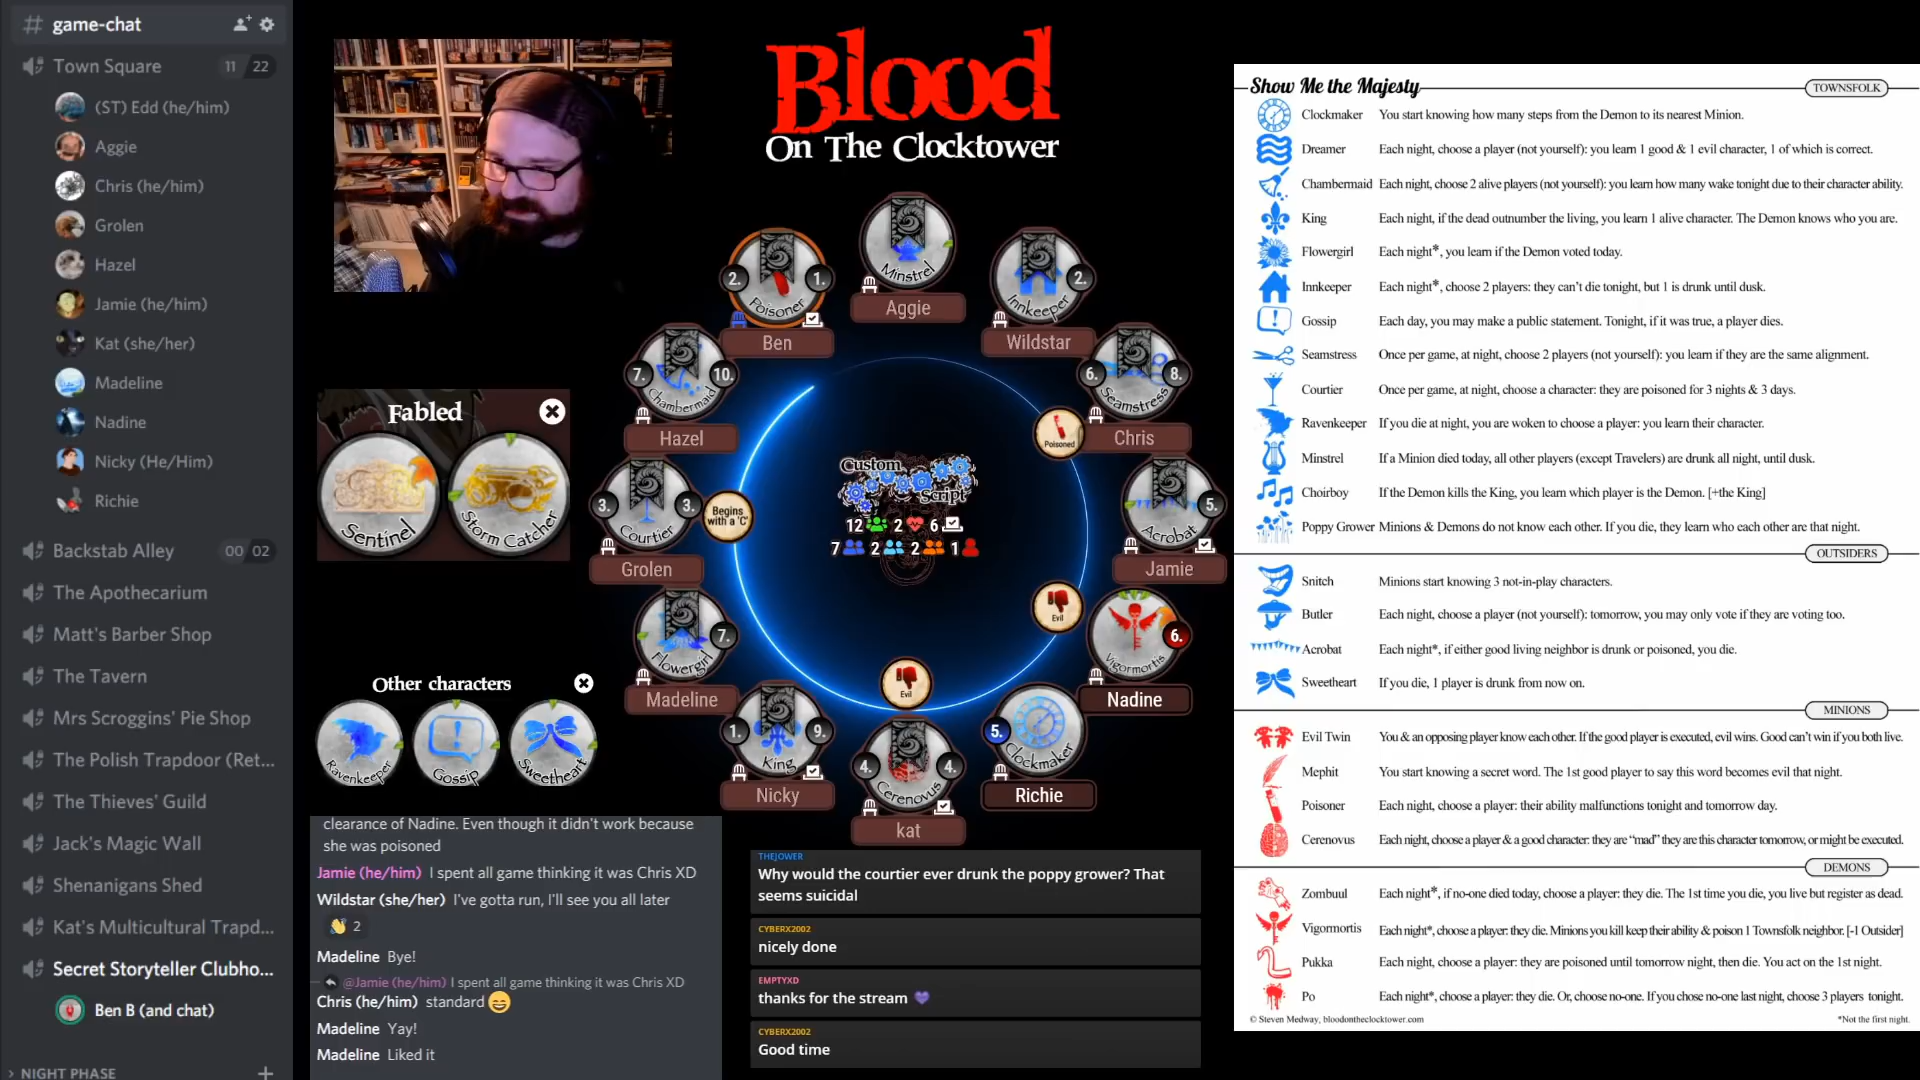 # game-chat
Town Square 11 22
(ST) Edd (he/him)
Aggie
Chris (he/him)
Grolen
Hazel
Jamie (he/him)
Kat (she/her)
Madeline
Nadine
Nicky (He/Him)
Richie
Backstab Alley 00 02
The Apothecarium
Matt's Barber Shop
The Tavern
Mrs Scroggins' Pie Shop
The Polish Trapdoor (Ret...
The Thieves' Guild
Jack's Magic Wall
Shenanigans Shed
Kat's Multicultural Trapd...
Secret Storyteller Clubho...
Ben B (and chat)
NIGHT PHASE
Blood
On The Clocktower
Fabled
Sentinel
Storm Catcher
Other characters
Ravenkeeper
Gossip
Sweetheart
Minstrel
Aggie
2. 1.
Poisoner
Ben
2.
Innkeeper
Wildstar
7. 10.
Chambermaid
Hazel
6. 8.
Seamstress
Poisoned
Chris
3. 3.
Courtier
Begins with a 'C'
Grolen
5.
Acrobat
Jamie
7.
Flowergirl
Madeline
Evil
6.
Vigormortis
Nadine
1. 9.
King
Nicky
Evil
4. 4.
Cerenovus
kat
5.
Clockmaker
Richie
Custom
Script
12 2 6
7 2 2 1
clearance of Nadine. Even though it didn't work because
she was poisoned
Jamie (he/him) I spent all game thinking it was Chris XD
Wildstar (she/her) I've gotta run, I'll see you all later
2
Madeline Bye!
@Jamie (he/him) I spent all game thinking it was Chris XD
Chris (he/him) standard
Madeline Yay!
Madeline Liked it
THEJOWER
Why would the courtier ever drunk the poppy grower? That
seems suicidal
CYBERX2002
nicely done
EMPTYXD
thanks for the stream
CYBERX2002
Good time
Show Me the Majesty
TOWNSFOLK
Clockmaker You start knowing how many steps from the Demon to its nearest Minion.
Dreamer Each night, choose a player (not yourself): you learn 1 good & 1 evil character, 1 of which is correct.
Chambermaid Each night, choose 2 alive players (not yourself): you learn how many wake tonight due to their character ability.
King Each night, if the dead outnumber the living, you learn 1 alive character. The Demon knows who you are.
Flowergirl Each night*, you learn if the Demon voted today.
Innkeeper Each night*, choose 2 players: they can't die tonight, but 1 is drunk until dusk.
Gossip Each day, you may make a public statement. Tonight, if it was true, a player dies.
Seamstress Once per game, at night, choose 2 players (not yourself): you learn if they are the same alignment.
Courtier Once per game, at night, choose a character: they are poisoned for 3 nights & 3 days.
Ravenkeeper If you die at night, you are woken to choose a player: you learn their character.
Minstrel If a Minion died today, all other players (except Travelers) are drunk all night, until dusk.
Choirboy If the Demon kills the King, you learn which player is the Demon. [+the King]
Poppy Grower Minions & Demons do not know each other. If you die, they learn who each other are that night.
OUTSIDERS
Snitch Minions start knowing 3 not-in-play characters.
Butler Each night, choose a player (not yourself): tomorrow, you may only vote if they are voting too.
Acrobat Each night*, if either good living neighbor is drunk or poisoned, you die.
Sweetheart If you die, 1 player is drunk from now on.
MINIONS
Evil Twin You & an opposing player know each other. If the good player is executed, evil wins. Good can't win if you both live.
Mephit You start knowing a secret word. The 1st good player to say this word becomes evil that night.
Poisoner Each night, choose a player: their ability malfunctions tonight and tomorrow day.
Cerenovus Each night, choose a player & a good character: they are “mad” they are this character tomorrow, or might be executed.
DEMONS
Zombuul Each night*, if no-one died today, choose a player: they die. The 1st time you die, you live but register as dead.
Vigormortis Each night*, choose a player: they die. Minions you kill keep their ability & poison 1 Townsfolk neighbor. [-1 Outsider]
Pukka Each night, choose a player: they are poisoned until tomorrow night, then die. You act on the 1st night.
Po Each night*, choose a player: they die. Or, choose no-one. If you chose no-one last night, choose 3 players tonight.
© Steven Medway, bloodontheclocktower.com *Not the first night.